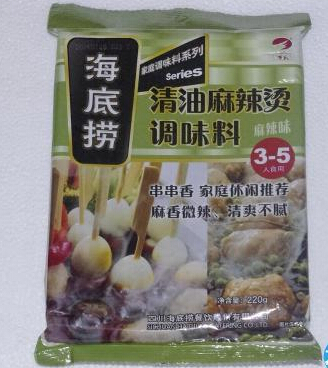 海底捞
家庭调味料系列
Series
清油麻辣烫
调味料
麻辣味
3-5
人食用
串串香 家庭休闲推荐
麻香微辣、清爽不腻
净含量: 220g
四川海底捞餐饮股份有限公司